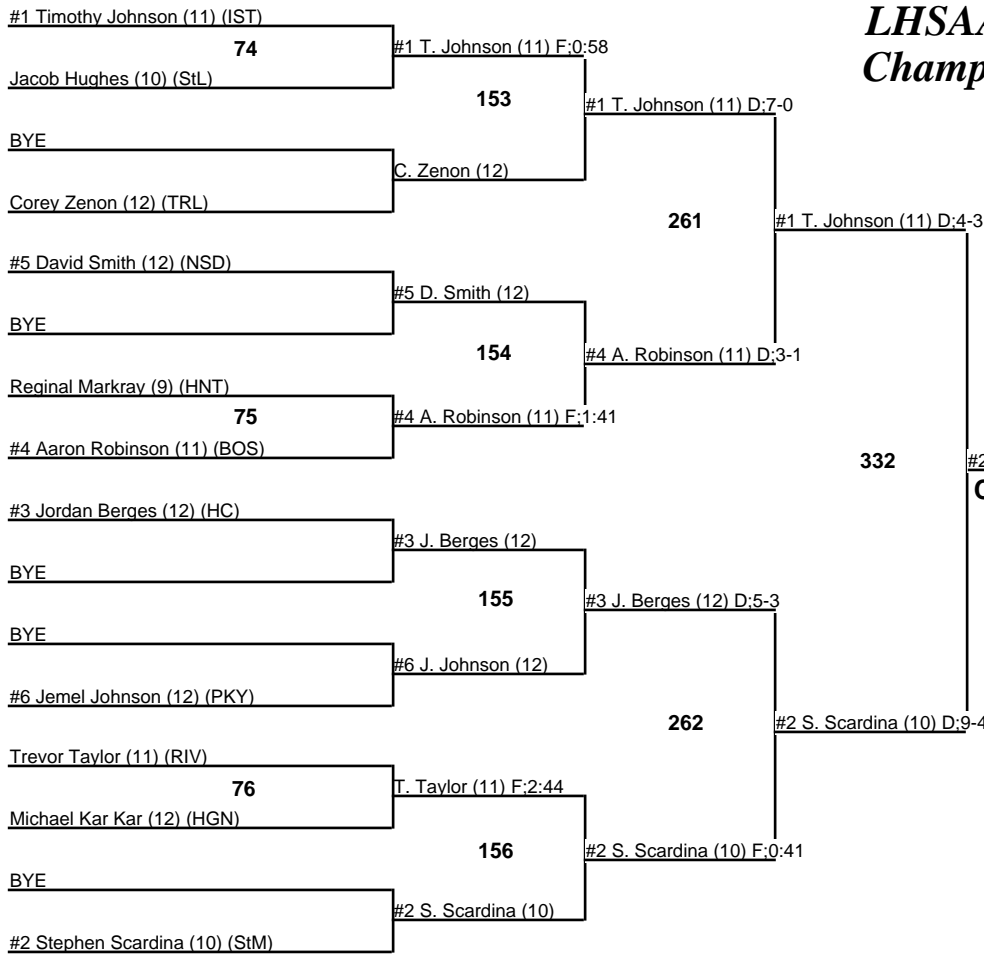 #1 Timothy Johnson (11) (IST)
74
Jacob Hughes (10) (StL)
BYE
Corey Zenon (12) (TRL)
#5 David Smith (12) (NSD)
BYE
Reginal Markray (9) (HNT)
75
#4 Aaron Robinson (11) (BOS)
#3 Jordan Berges (12) (HC)
BYE
BYE
#6 Jemel Johnson (12) (PKY)
Trevor Taylor (11) (RIV)
76
Michael Kar Kar (12) (HGN)
BYE
#2 Stephen Scardina (10) (StM)
#1 T. Johnson (11) F;0:58
153
C. Zenon (12)
#5 D. Smith (12)
154
#4 A. Robinson (11) F;1:41
#3 J. Berges (12)
155
#6 J. Johnson (12)
T. Taylor (11) F;2:44
156
#2 S. Scardina (10)
#1 T. Johnson (11) D;7-0
261
#4 A. Robinson (11) D;3-1
#3 J. Berges (12) D;5-3
262
#2 S. Scardina (10) F;0:41
#1 T. Johnson (11) D;4-3
332
#2 S. Scardina (10) D;9-4
LHSAA
Champ
#2